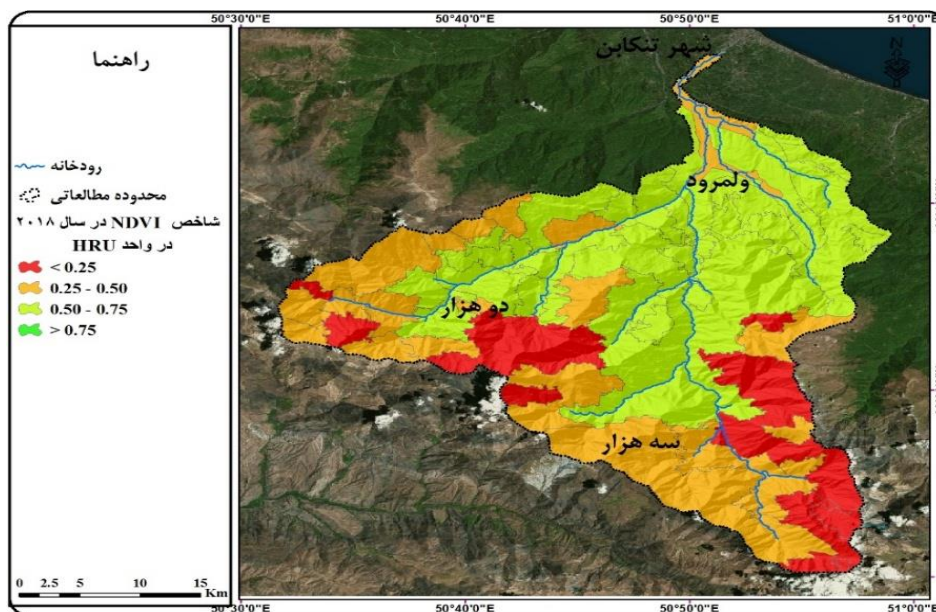 50°30'0"E
50°40'0"E
50°50'0"E
51°0'0"E
راهنما
رودخانه
محدوده مطالعاتی
شاخص NDVI در سال ۲۰۱۸
در واحد HRU
< 0.25
0.25 - 0.50
0.50 - 0.75
> 0.75
0 2.5 5 10 15
Km
شهر تنکابن
ولمرود
دو هزار
سه هزار
50°30'0"E
50°40'0"E
50°50'0"E
51°0'0"E